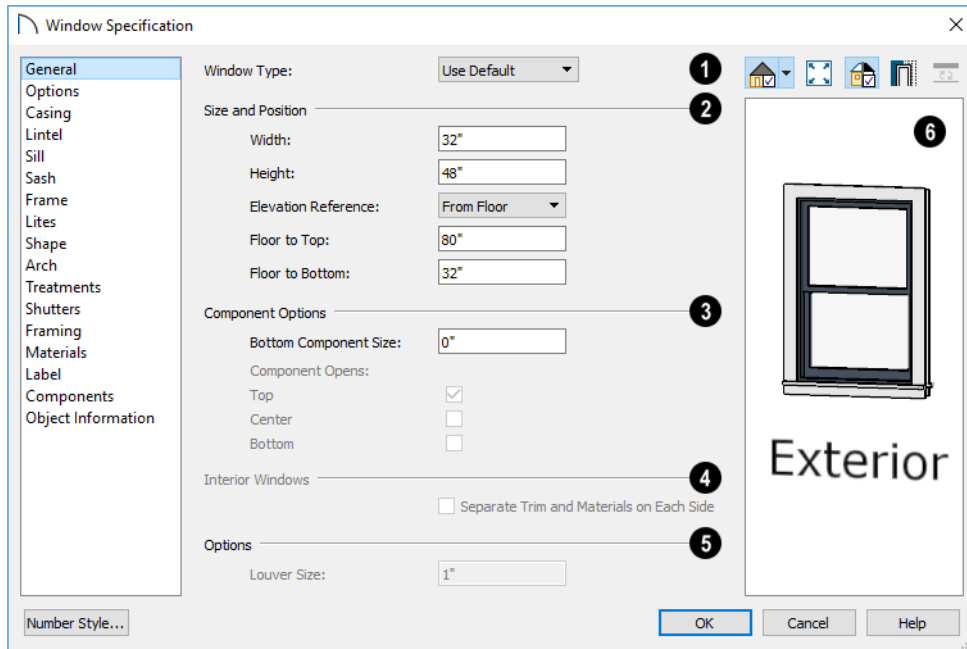 Window Specification
General
Options
Casing
Lintel
Sill
Sash
Frame
Lites
Shape
Arch
Treatments
Shutters
Framing
Materials
Label
Components
Object Information
Window Type: Use Default 1
Size and Position 2
Width: 32"
Height: 48"
Elevation Reference: From Floor
Floor to Top: 80"
Floor to Bottom: 32"
Component Options 3
Bottom Component Size: 0"
Component Opens:
Top
Center
Bottom
Interior Windows 4
Separate Trim and Materials on Each Side
Options 5
Louver Size: 1"
6
Exterior
Number Style... OK Cancel Help